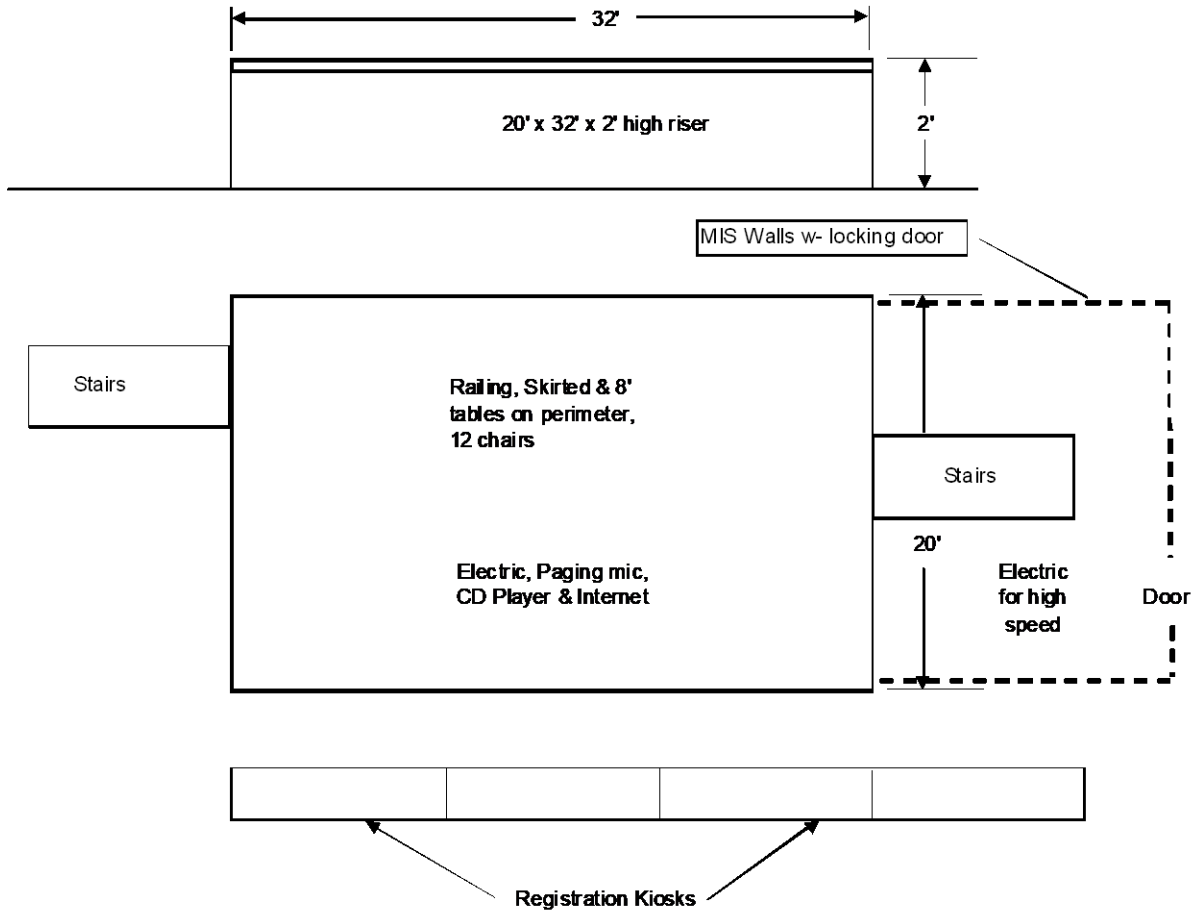 32'
20' x 32' x 2' high riser
2'
MIS Walls w- locking door
Stairs
Railing, Skirted & 8'
tables on perimeter,
12 chairs
Stairs
20'
Electric, Paging mic,
CD Player & Internet
Electric
for high
speed
Door
Registration Kiosks